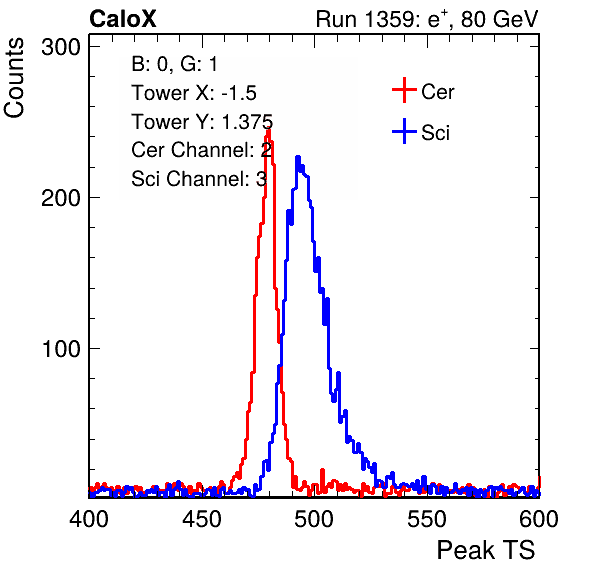 CaloX Run 1359: e⁺, 80 GeV
Counts
300
200
100
B: 0, G: 1
Tower X: -1.5
Tower Y: 1.375
Cer Channel: 2
Sci Channel: 3
Cer
Sci
400 450 500 550 600
Peak TS